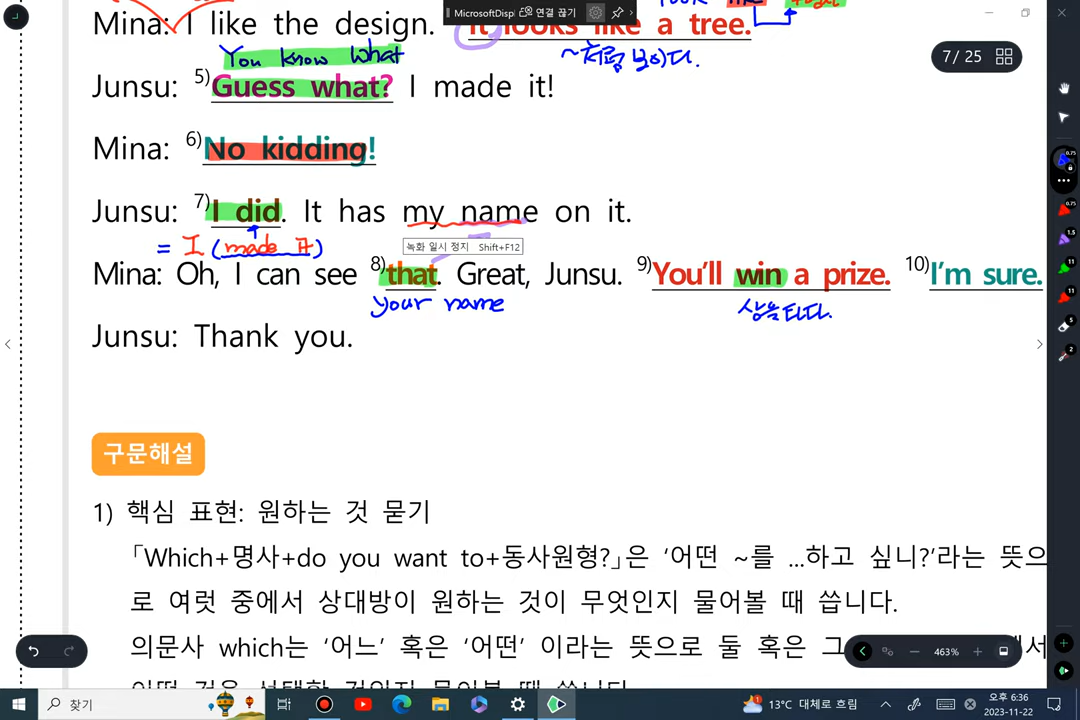 MicrosoftDispl 연결 끊기
Mina: I like the design. It looks like a tree.
~처럼 보이다.
7 / 25
You know what
Junsu: 5)Guess what? I made it!
Mina: 6)No kidding!
Junsu: 7)I did. It has my name on it.
= I (made it)
녹화 일시 정지 Shift+F12
Mina: Oh, I can see 8)that. Great, Junsu. 9)You'll win a prize. 10)I'm sure.
your name 상을 타다.
Junsu: Thank you.
구문해설
1) 핵심 표현: 원하는 것 묻기
「Which+명사+do you want to+동사원형?」은 '어떤 ~를 ...하고 싶니?'라는 뜻으
로 여럿 중에서 상대방이 원하는 것이 무엇인지 물어볼 때 씁니다.
의문사 which는 '어느' 혹은 '어떤' 이라는 뜻으로 둘 혹은 그
463%
찾기
13°C 대체로 흐림
오후 6:36
2023-11-22